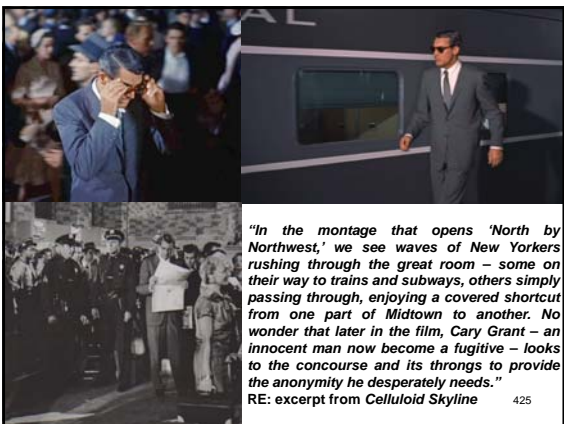 AL
“In the montage that opens ‘North by
Northwest,’ we see waves of New Yorkers
rushing through the great room – some on
their way to trains and subways, others simply
passing through, enjoying a covered shortcut
from one part of Midtown to another. No
wonder that later in the film, Cary Grant – an
innocent man now become a fugitive – looks
to the concourse and its throngs to provide
the anonymity he desperately needs.”
RE: excerpt from Celluloid Skyline 425